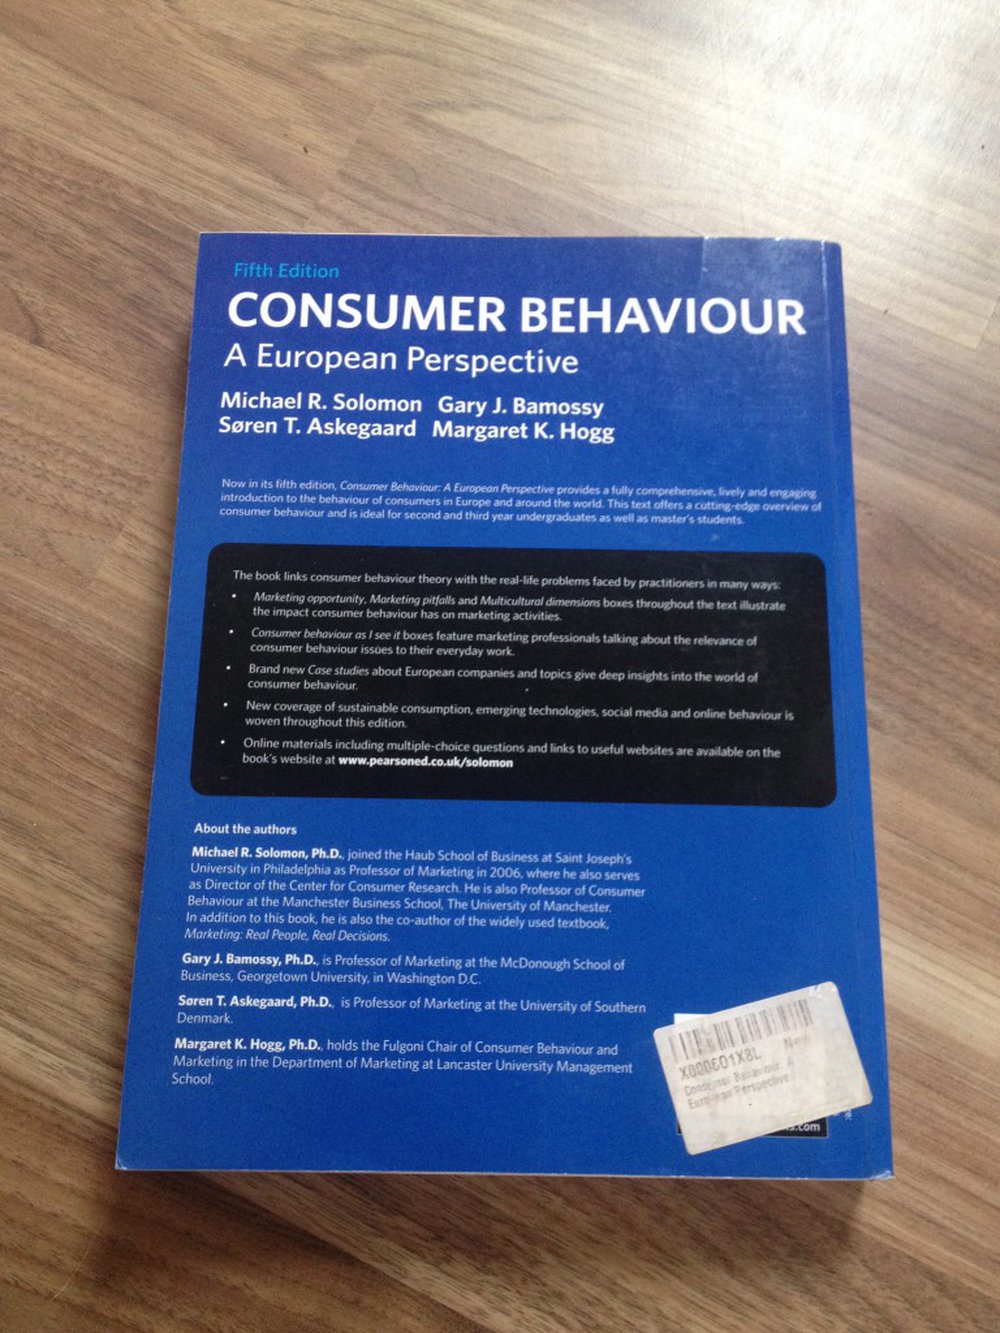 Fifth Edition
CONSUMER BEHAVIOUR
A European Perspective
Michael R. Solomon Gary J. Bamossy
Søren T. Askegaard Margaret K. Hogg
Now in its fifth edition, Consumer Behaviour: A European Perspective provides a fully comprehensive, lively and engaging
introduction to the behaviour of consumers in Europe and around the world. This text offers a cutting-edge overview of
consumer behaviour and is ideal for second and third year undergraduates as well as master's students.
The book links consumer behaviour theory with the real-life problems faced by practitioners in many ways:
• Marketing opportunity, Marketing pitfalls and Multicultural dimensions boxes throughout the text illustrate
the impact consumer behaviour has on marketing activities.
• Consumer behaviour as I see it boxes feature marketing professionals talking about the relevance of
consumer behaviour issues to their everyday work.
• Brand new Case studies about European companies and topics give deep insights into the world of
consumer behaviour.
• New coverage of sustainable consumption, emerging technologies, social media and online behaviour is
woven throughout this edition.
• Online materials including multiple-choice questions and links to useful websites are available on the
book's website at www.pearsoned.co.uk/solomon
About the authors
Michael R. Solomon, Ph.D., joined the Haub School of Business at Saint Joseph's
University in Philadelphia as Professor of Marketing in 2006, where he also serves
as Director of the Center for Consumer Research. He is also Professor of Consumer
Behaviour at the Manchester Business School, The University of Manchester.
In addition to this book, he is also the co-author of the widely used textbook,
Marketing: Real People, Real Decisions.
Gary J. Bamossy, Ph.D., is Professor of Marketing at the McDonough School of
Business, Georgetown University, in Washington D.C.
Søren T. Askegaard, Ph.D., is Professor of Marketing at the University of Southern
Denmark.
Margaret K. Hogg, Ph.D., holds the Fulgoni Chair of Consumer Behaviour and
Marketing in the Department of Marketing at Lancaster University Management
School.
New
Consumer Behaviour: A
European Perspective